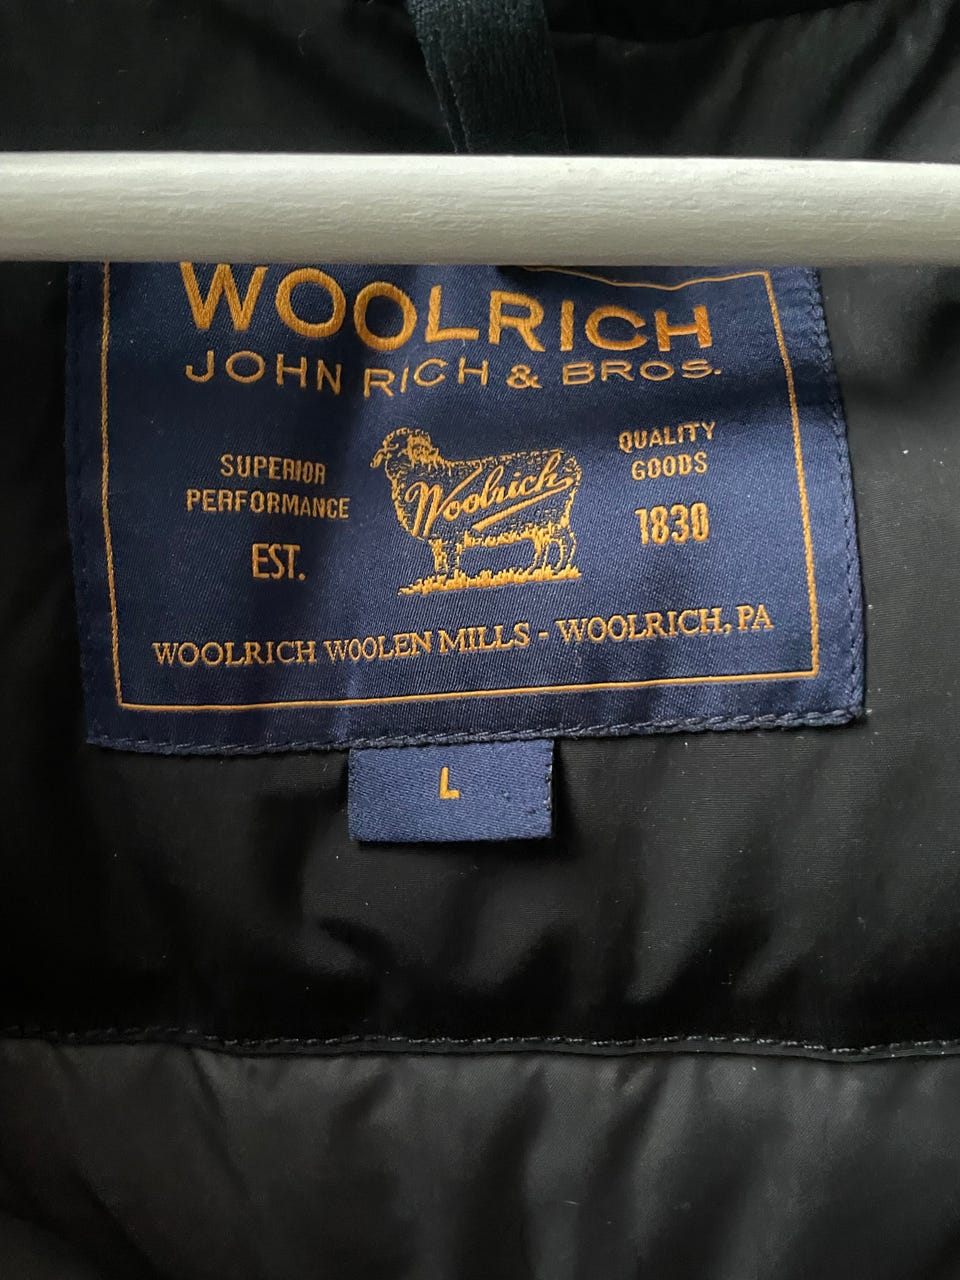 WOOLRICH
JOHN RICH & BROS.
SUPERIOR
PERFORMANCE
EST.
Woolrich
QUALITY
GOODS
1830
WOOLRICH WOOLEN MILLS - WOOLRICH, PA
L